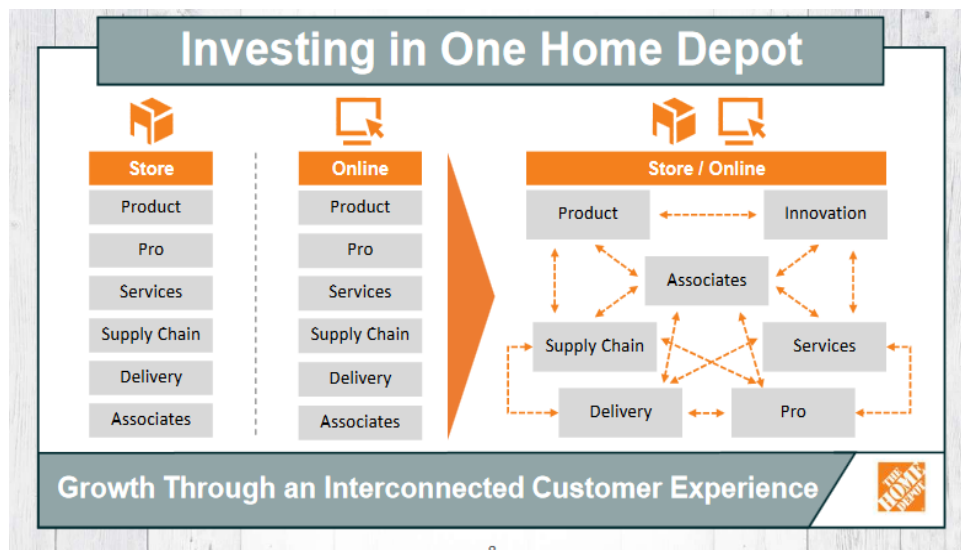 Investing in One Home Depot
Store
Product
Pro
Services
Supply Chain
Delivery
Associates
Online
Product
Pro
Services
Supply Chain
Delivery
Associates
Store / Online
Product
Innovation
Associates
Supply Chain
Services
Delivery
Pro
Growth Through an Interconnected Customer Experience
THE
HOME
DEPOT